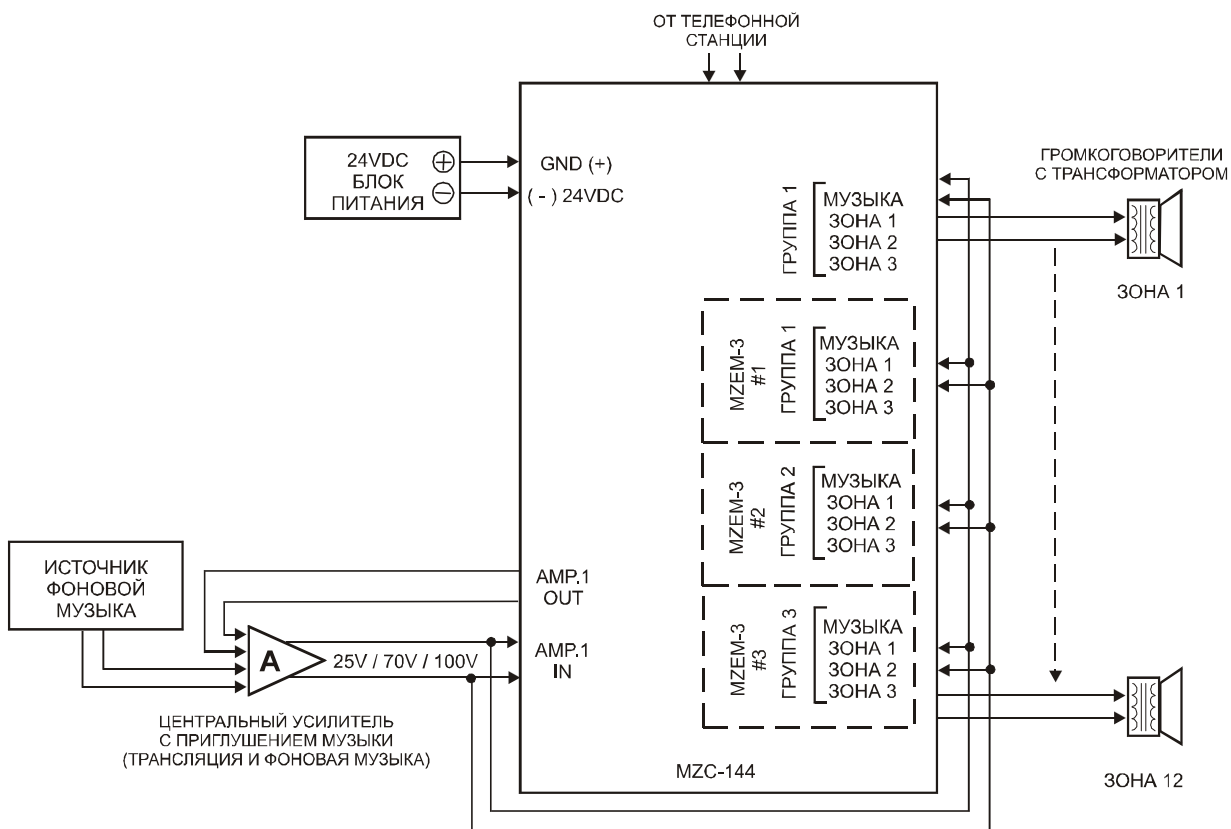 ОТ ТЕЛЕФОННОЙ
СТАНЦИИ
24VDC
БЛОК
ПИТАНИЯ
+
−
GND (+)
( - ) 24VDC
ГРУППА 1
МУЗЫКА
ЗОНА 1
ЗОНА 2
ЗОНА 3
ГРОМКОГОВОРИТЕЛИ
С ТРАНСФОРМАТОРОМ
ЗОНА 1
MZEM-3
#1
ГРУППА 1
МУЗЫКА
ЗОНА 1
ЗОНА 2
ЗОНА 3
MZEM-3
#2
ГРУППА 2
МУЗЫКА
ЗОНА 1
ЗОНА 2
ЗОНА 3
MZEM-3
#3
ГРУППА 3
МУЗЫКА
ЗОНА 1
ЗОНА 2
ЗОНА 3
ИСТОЧНИК
ФОНОВОЙ
МУЗЫКА
AMP.1
OUT
AMP.1
IN
A
25V / 70V / 100V
ЦЕНТРАЛЬНЫЙ УСИЛИТЕЛЬ
С ПРИГЛУШЕНИЕМ МУЗЫКИ
(ТРАНСЛЯЦИЯ И ФОНОВАЯ МУЗЫКА)
MZC-144
ЗОНА 12